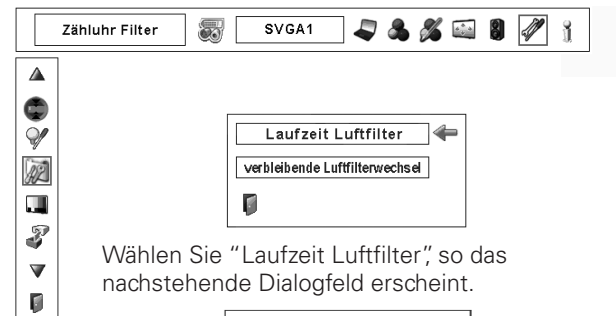 Zähluhr Filter
SVGA1
Laufzeit Luftfilter
verbleibende Luftfilterwechsel
Wählen Sie “Laufzeit Luftfilter”, so das
nachstehende Dialogfeld erscheint.